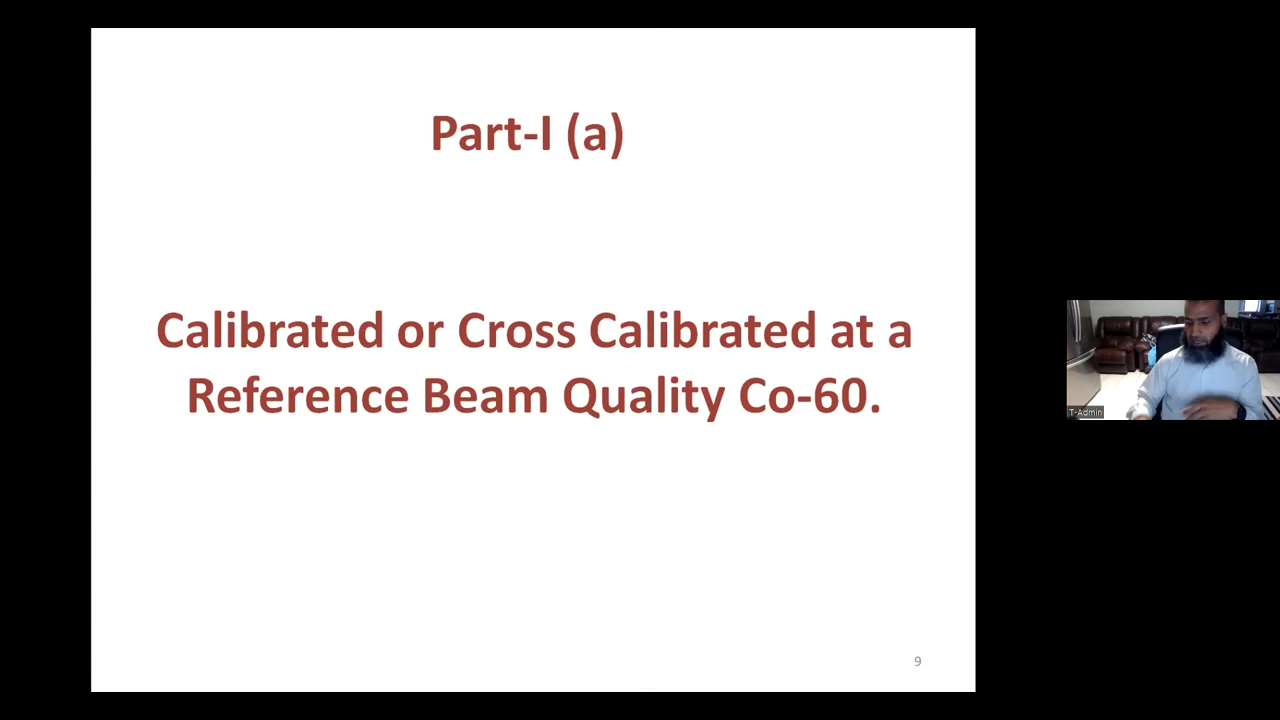 Part-I (a)
Calibrated or Cross Calibrated at a
Reference Beam Quality Co-60.
T-Admin
9